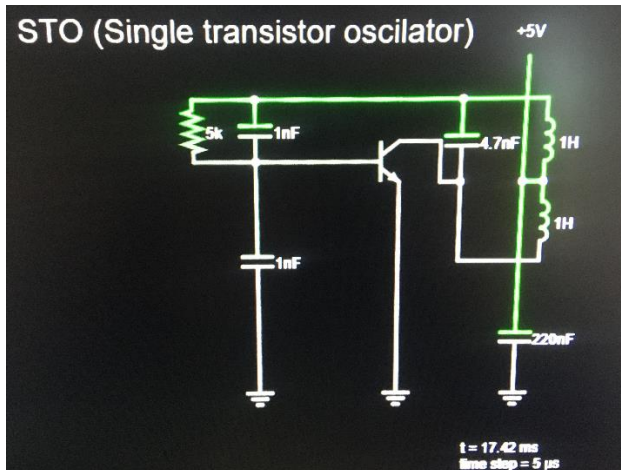 STO (Single transistor oscilator)
+5V
5k
1nF
4.7nF
1H
1H
1nF
220nF
t = 17.42 ms
time step = 5 µs